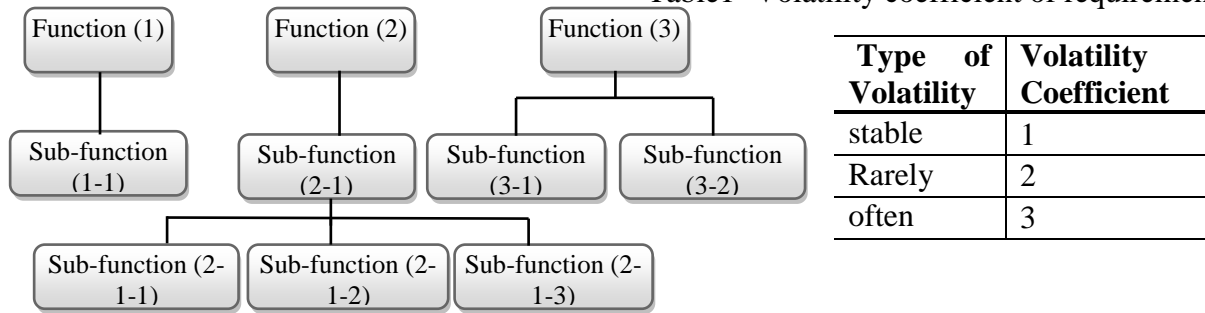 Function (1)
Function (2)
Function (3)
Sub-function
(1-1)
Sub-function
(2-1)
Sub-function
(3-1)
Sub-function
(3-2)
Sub-function (2-
1-1)
Sub-function (2-
1-2)
Sub-function (2-
1-3)
Volatility coefficient of
Type of Volatility
Volatility Coefficient
stable 1
Rarely 2
often 3